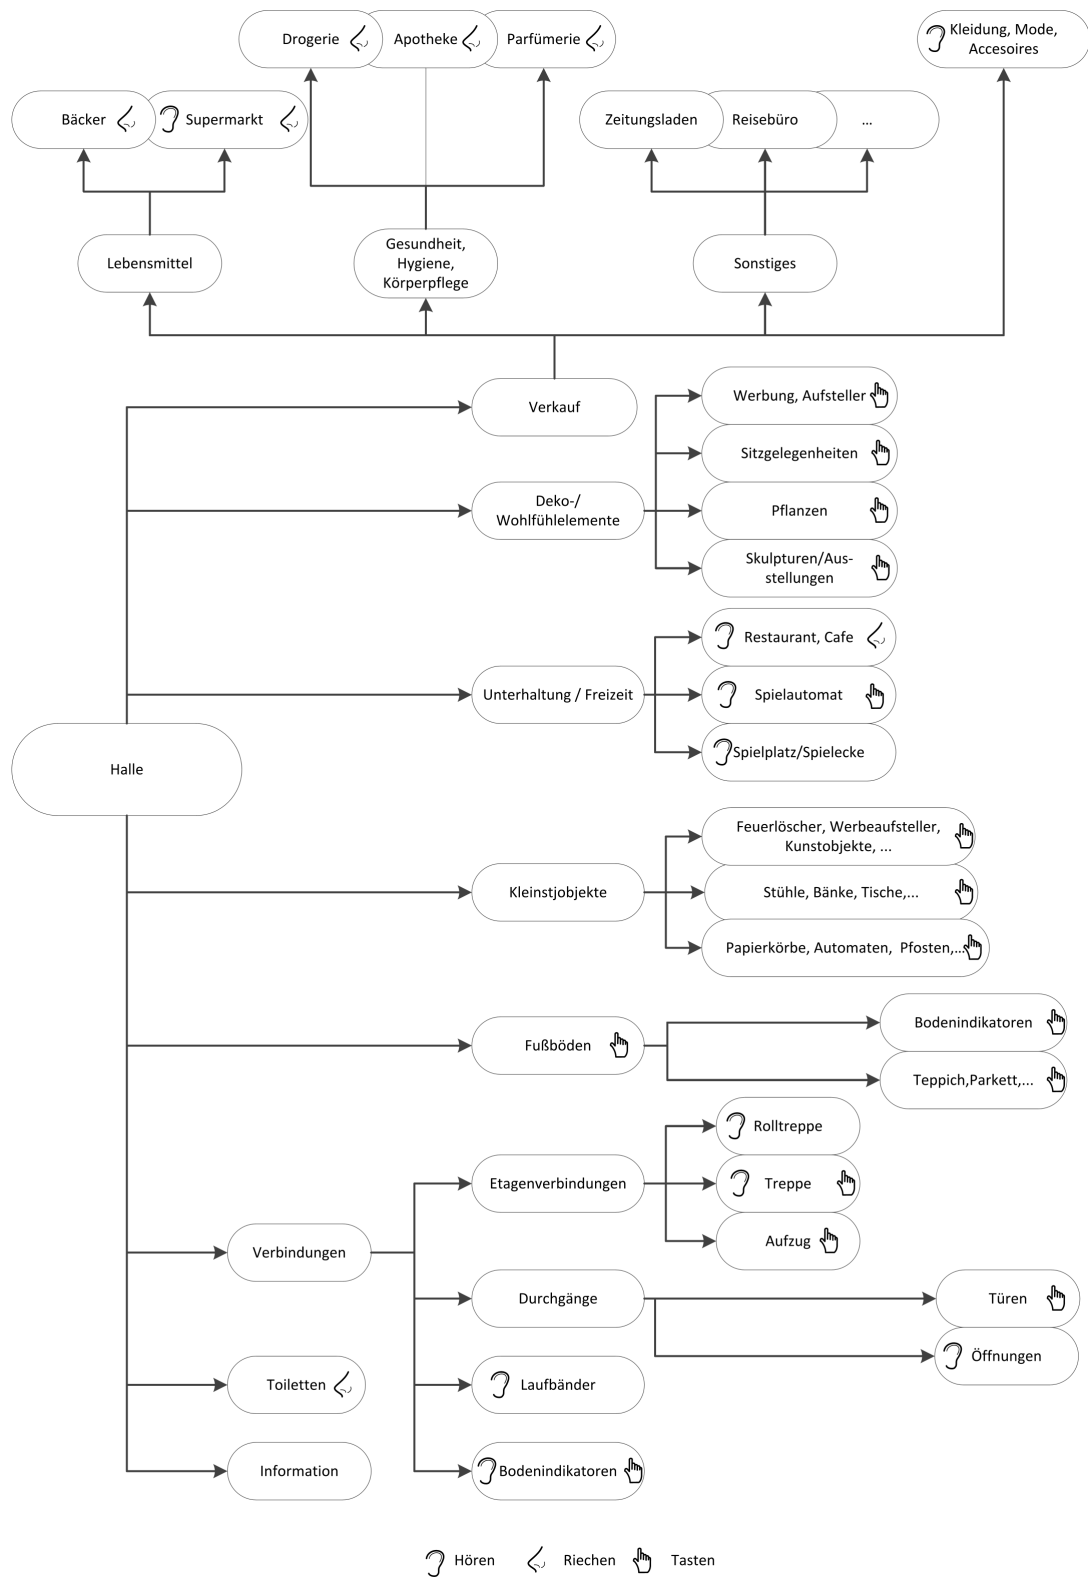 Drogerie
Apotheke
Parfümerie
Kleidung, Mode,
Accesoires
Bäcker
Supermarkt
Zeitungsladen
Reisebüro
...
Lebensmittel
Gesundheit,
Hygiene,
Körperpflege
Sonstiges
Verkauf
Werbung, Aufsteller
Sitzgelegenheiten
Deko-/
Wohlfühlelemente
Pflanzen
Skulpturen/Aus-
stellungen
Restaurant, Cafe
Unterhaltung / Freizeit
Spielautomat
Spielplatz/Spielecke
Halle
Feuerlöscher, Werbeaufsteller,
Kunstobjekte, ...
Kleinstjobjekte
Stühle, Bänke, Tische,...
Papierkörbe, Automaten, Pfosten,...
Fußböden
Bodenindikatoren
Teppich,Parkett,...
Rolltreppe
Etagenverbindungen
Treppe
Aufzug
Verbindungen
Durchgänge
Türen
Öffnungen
Toiletten
Laufbänder
Information
Bodenindikatoren
Hören
Riechen
Tasten